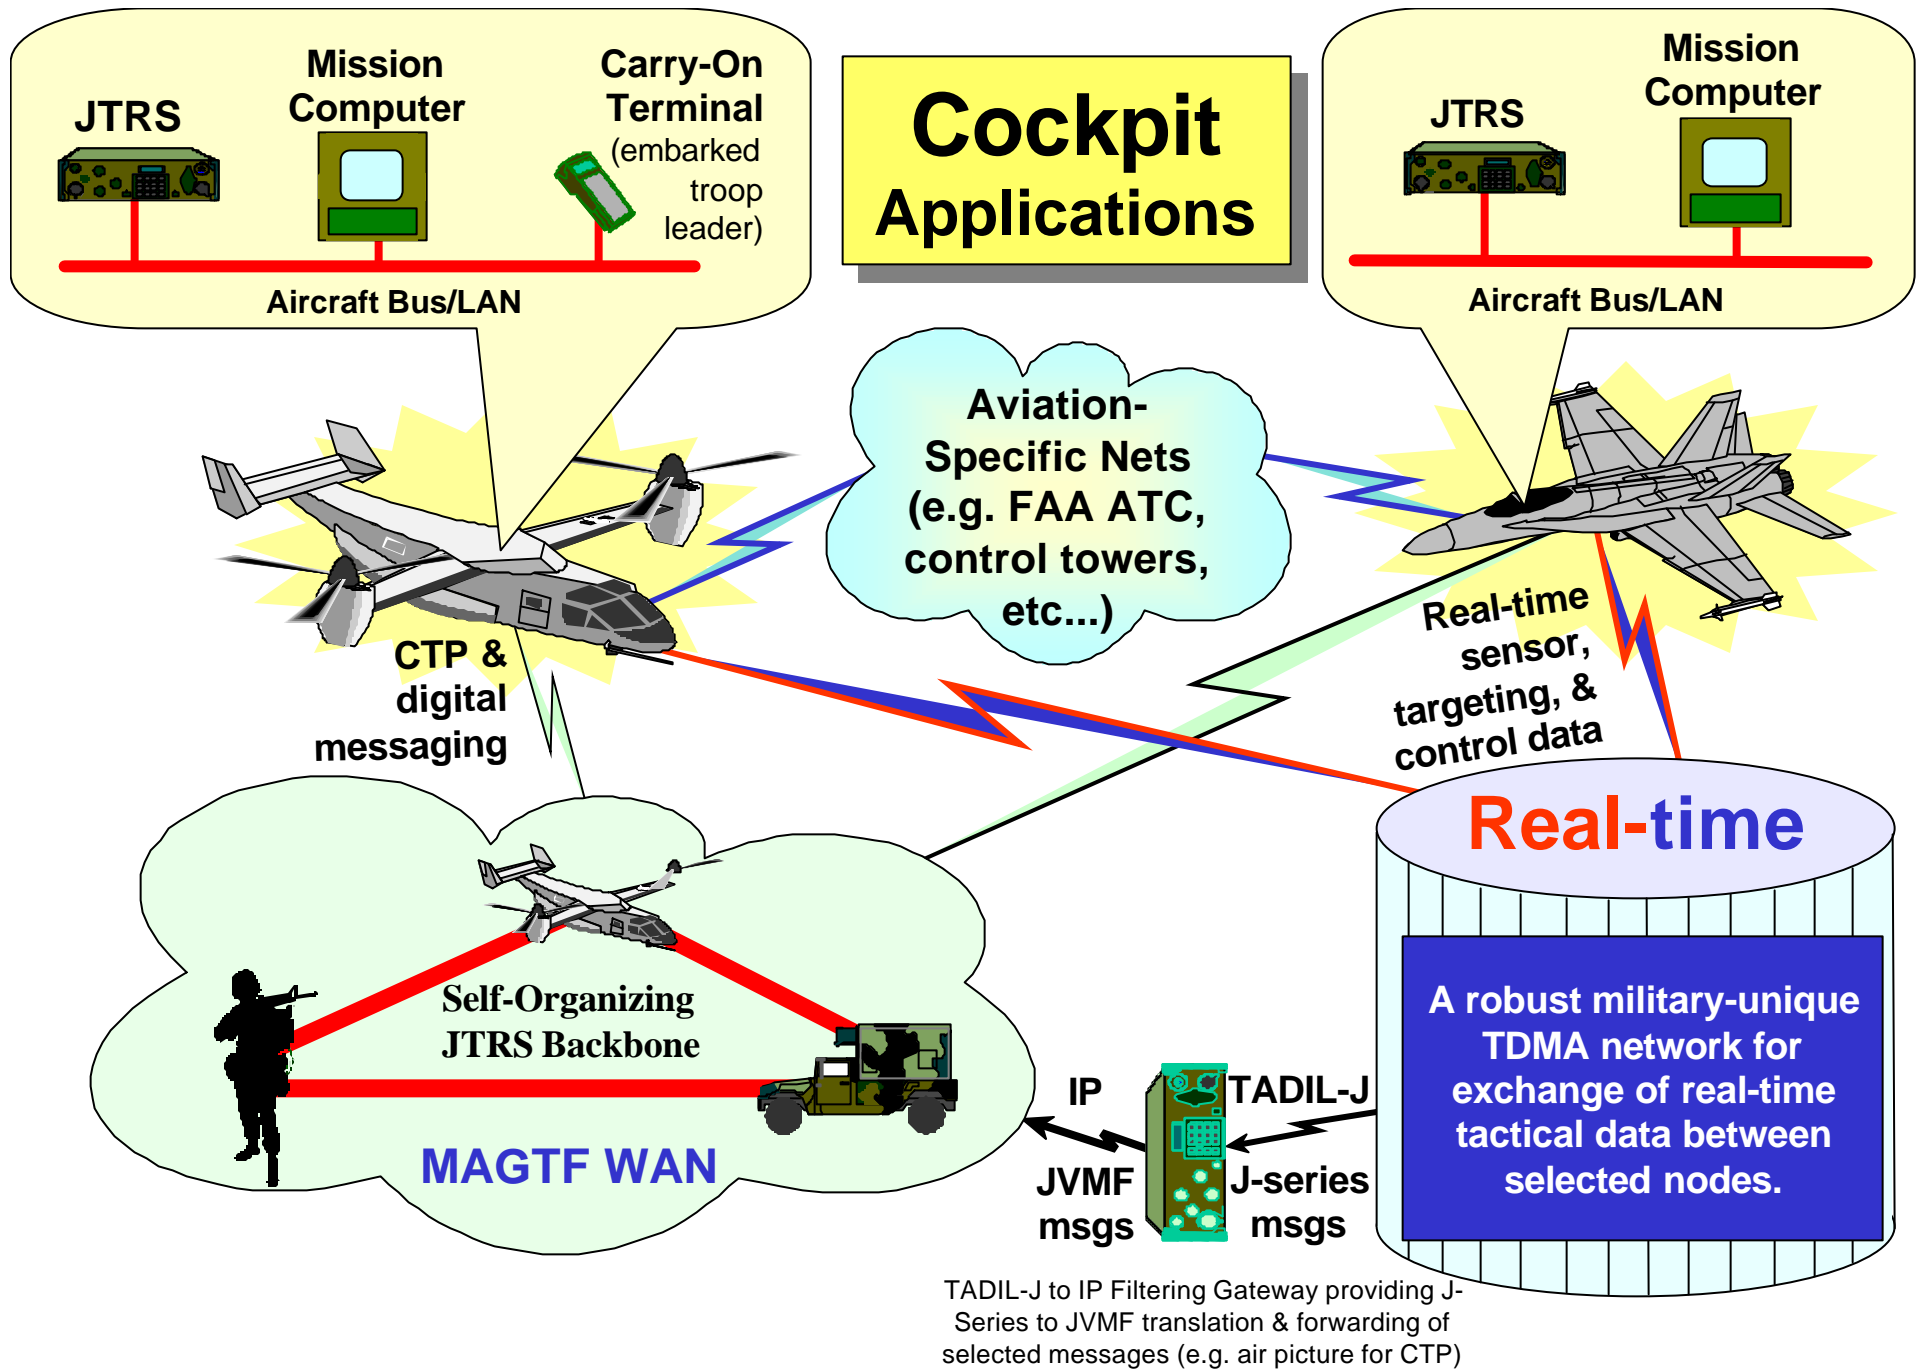 JTRS
Mission
Computer
Carry-On
Terminal
(embarked
troop
leader)
Aircraft Bus/LAN
Cockpit
Applications
JTRS
Mission
Computer
Aircraft Bus/LAN
Aviation-
Specific Nets
(e.g. FAA ATC,
control towers,
etc...)
CTP &
digital
messaging
Real-time
sensor,
targeting, &
control data
Real-time
A robust military-unique
TDMA network for
exchange of real-time
tactical data between
selected nodes.
Self-Organizing
JTRS Backbone
MAGTF WAN
IP
JVMF
msgs
TADIL-J
J-series
msgs
TADIL-J to IP Filtering Gateway providing J-
Series to JVMF translation & forwarding of
selected messages (e.g. air picture for CTP)